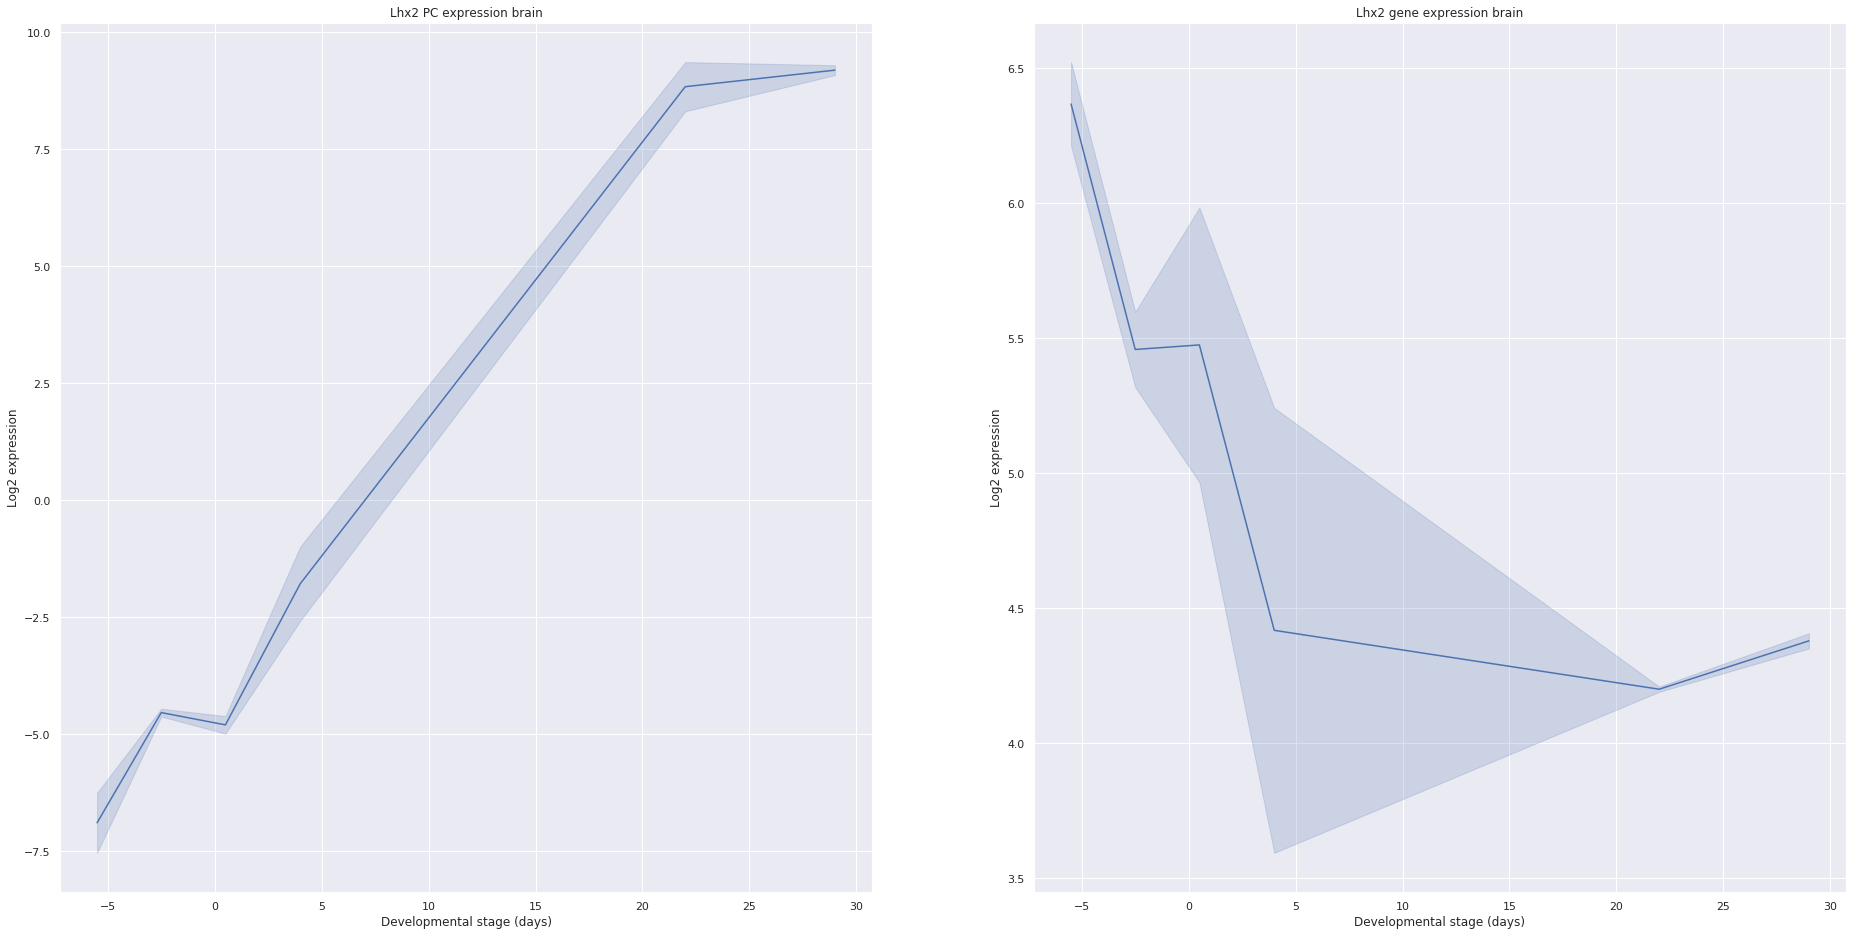 Lhx2 PC expression brain
Log2 expression
10.0
7.5
5.0
2.5
0.0
−2.5
−5.0
−7.5
−5 0 5 10 15 20 25 30
Developmental stage (days)
Lhx2 gene expression brain
Log2 expression
6.5
6.0
5.5
5.0
4.5
4.0
3.5
−5 0 5 10 15 20 25 30
Developmental stage (days)